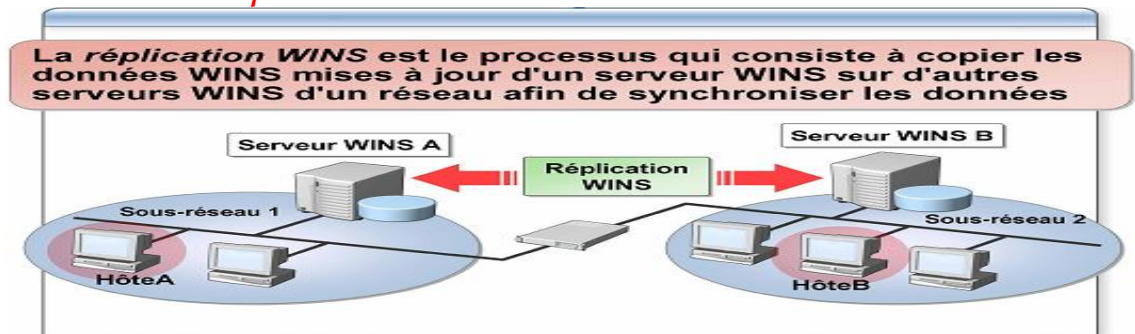 La réplication WINS est le processus qui consiste à copier les
données WINS mises à jour d'un serveur WINS sur d'autres
serveurs WINS d'un réseau afin de synchroniser les données
Serveur WINS A
Serveur WINS B
Réplication
WINS
Sous-réseau 1
Sous-réseau 2
HôteA
HôteB